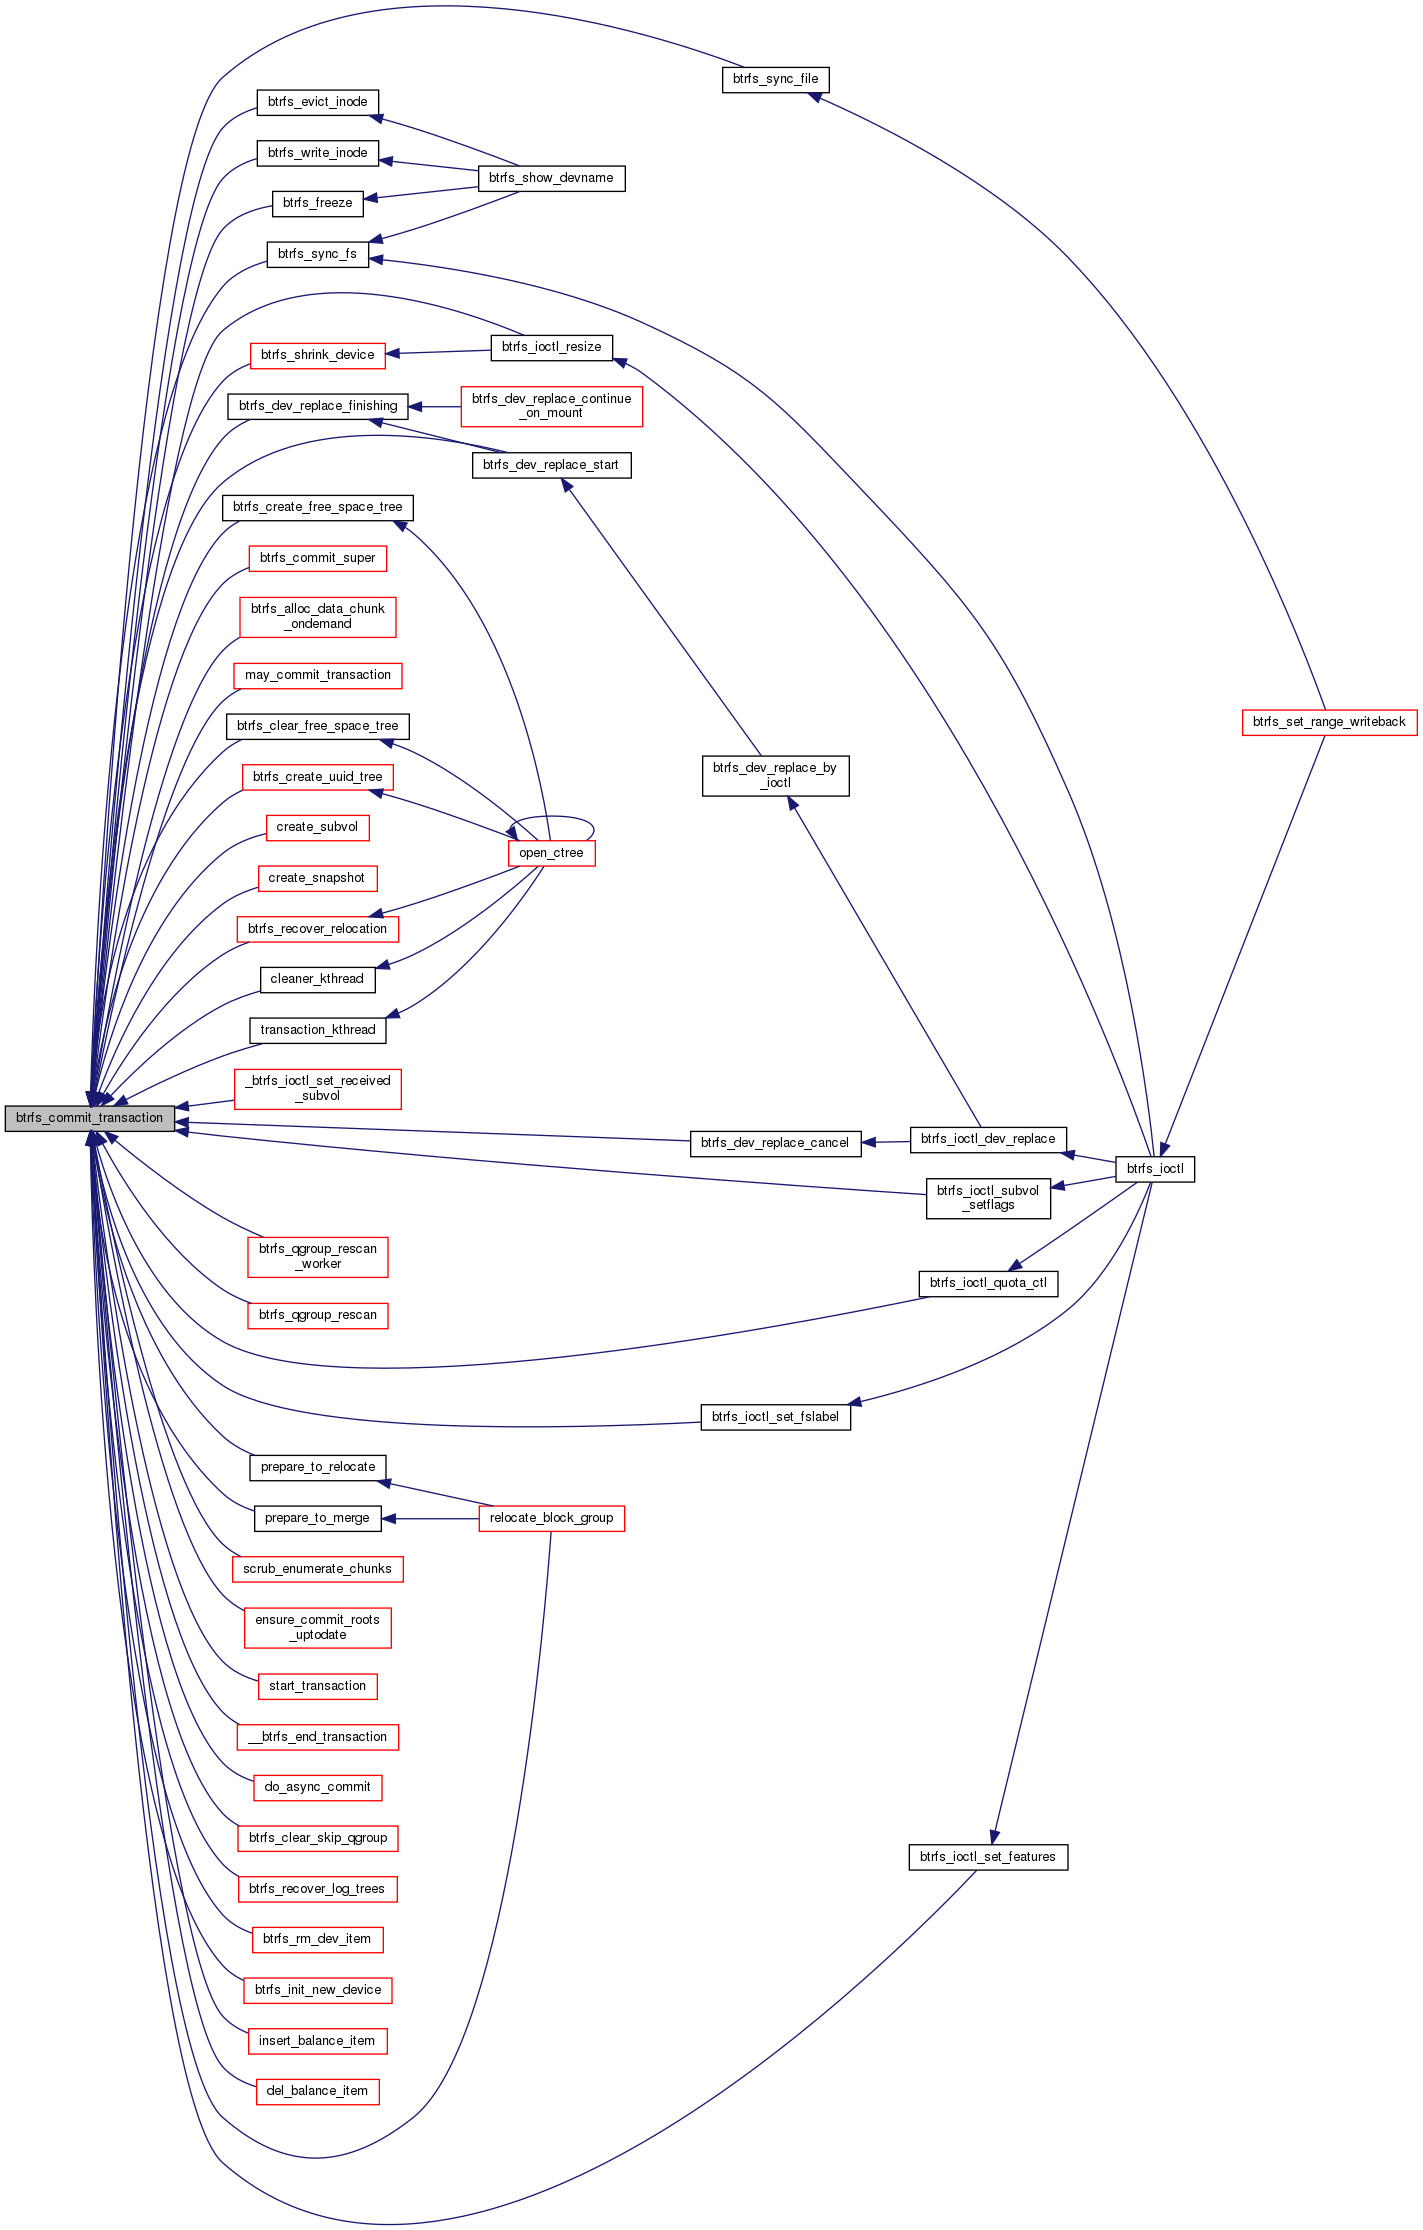 btrfs_sync_file
btrfs_evict_inode
btrfs_write_inode
btrfs_show_devname
btrfs_freeze
btrfs_sync_fs
btrfs_ioctl_resize
btrfs_shrink_device
btrfs_dev_replace_continue
_on_mount
btrfs_dev_replace_finishing
btrfs_dev_replace_start
btrfs_create_free_space_tree
btrfs_commit_super
btrfs_alloc_data_chunk
_ondemand
may_commit_transaction
btrfs_set_range_writeback
btrfs_clear_free_space_tree
btrfs_dev_replace_by
_ioctl
btrfs_create_uuid_tree
create_subvol
open_ctree
create_snapshot
btrfs_recover_relocation
cleaner_kthread
transaction_kthread
_btrfs_ioctl_set_received
_subvol
btrfs_commit_transaction
btrfs_dev_replace_cancel
btrfs_ioctl_dev_replace
btrfs_ioctl
btrfs_ioctl_subvol
_setflags
btrfs_qgroup_rescan
_worker
btrfs_ioctl_quota_ctl
btrfs_qgroup_rescan
btrfs_ioctl_set_fslabel
prepare_to_relocate
prepare_to_merge
relocate_block_group
scrub_enumerate_chunks
ensure_commit_roots
_uptodate
start_transaction
__btrfs_end_transaction
do_async_commit
btrfs_clear_skip_qgroup
btrfs_ioctl_set_features
btrfs_recover_log_trees
btrfs_rm_dev_item
btrfs_init_new_device
insert_balance_item
del_balance_item